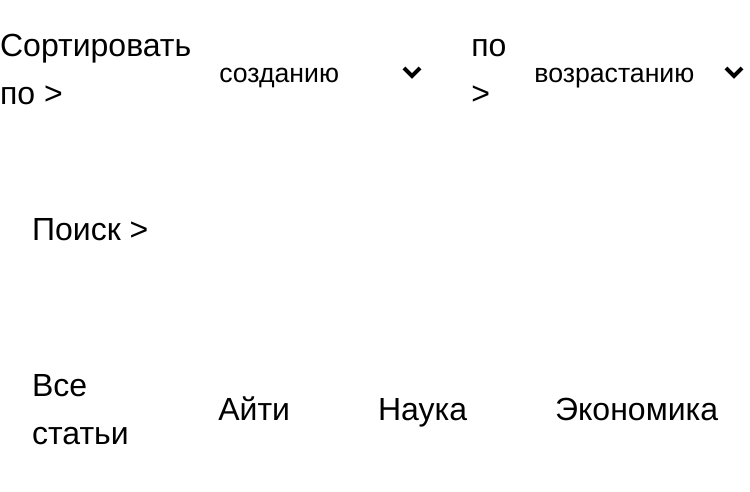 Сортировать
по >
созданию
по
>
возрастанию
Поиск >
Все
статьи
Айти
Наука
Экономика